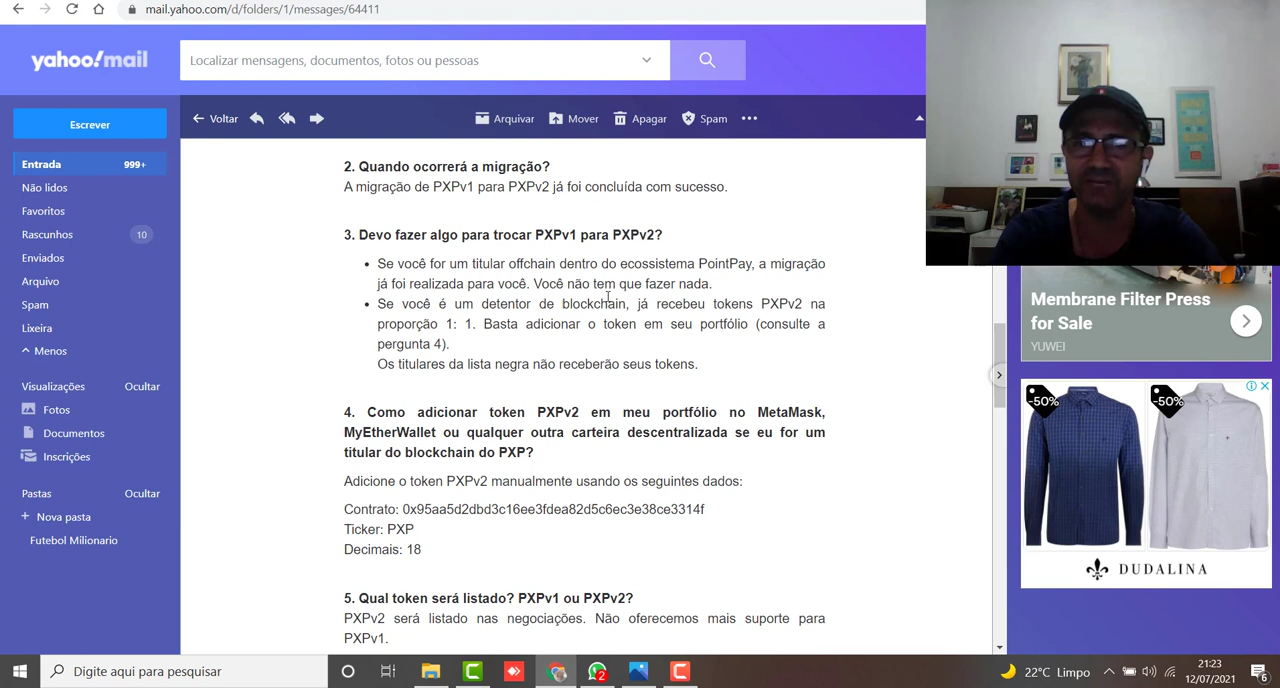 mail.yahoo.com/d/folders/1/messages/64411
yahoo!mail
Localizar mensagens, documentos, fotos ou pessoas
Escrever
Voltar
Arquivar
Mover
Apagar
Spam
Entrada 999+
Não lidos
Favoritos
Rascunhos 10
Enviados
Arquivo
Spam
Lixeira
Menos
Visualizações Ocultar
Fotos
Documentos
Inscrições
Pastas Ocultar
+ Nova pasta
Futebol Milionario
2. Quando ocorrerá a migração?
A migração de PXPv1 para PXPv2 já foi concluída com sucesso.
3. Devo fazer algo para trocar PXPv1 para PXPv2?
• Se você for um titular offchain dentro do ecossistema PointPay, a migração
já foi realizada para você. Você não tem que fazer nada.
• Se você é um detentor de blockchain, já recebeu tokens PXPv2 na
proporção 1: 1. Basta adicionar o token em seu portfólio (consulte a
pergunta 4).
Os titulares da lista negra não receberão seus tokens.
4. Como adicionar token PXPv2 em meu portfólio no MetaMask,
MyEtherWallet ou qualquer outra carteira descentralizada se eu for um
titular do blockchain do PXP?
Adicione o token PXPv2 manualmente usando os seguintes dados:
Contrato: 0x95aa5d2dbd3c16ee3fdea82d5c6ec3e38ce3314f
Ticker: PXP
Decimais: 18
5. Qual token será listado? PXPv1 ou PXPv2?
PXPv2 será listado nas negociações. Não oferecemos mais suporte para
PXPv1.
Membrane Filter Press
for Sale
YUWEI
-50%
-50%
DUDALINA
Digite aqui para pesquisar
2
22°C Limpo
21:23
12/07/2021
6